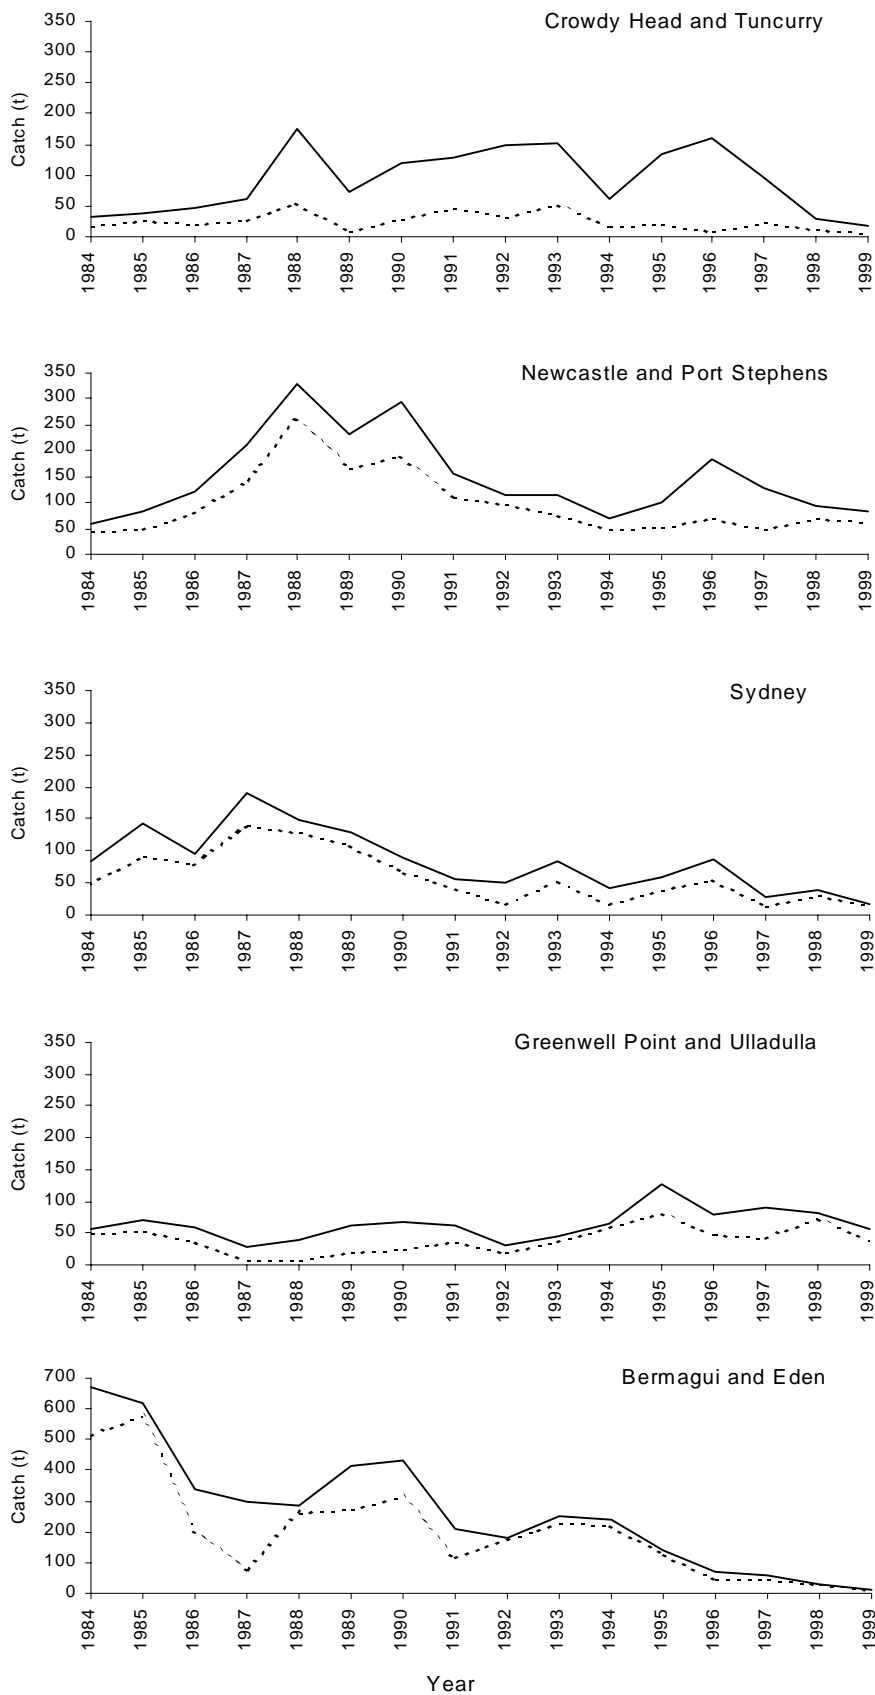 Crowdy Head and Tuncurry
350
300
250
200
150
100
50
0
Catch (t)
1984 1985 1986 1987 1988 1989 1990 1991 1992 1993 1994 1995 1996 1997 1998 1999
Newcastle and Port Stephens
350
300
250
200
150
100
50
0
Catch (t)
1984 1985 1986 1987 1988 1989 1990 1991 1992 1993 1994 1995 1996 1997 1998 1999
Sydney
350
300
250
200
150
100
50
0
Catch (t)
1984 1985 1986 1987 1988 1989 1990 1991 1992 1993 1994 1995 1996 1997 1998 1999
Greenwell Point and Ulladulla
350
300
250
200
150
100
50
0
Catch (t)
1984 1985 1986 1987 1988 1989 1990 1991 1992 1993 1994 1995 1996 1997 1998 1999
Bermagui and Eden
700
600
500
400
300
200
100
0
Catch (t)
1984 1985 1986 1987 1988 1989 1990 1991 1992 1993 1994 1995 1996 1997 1998 1999
Year